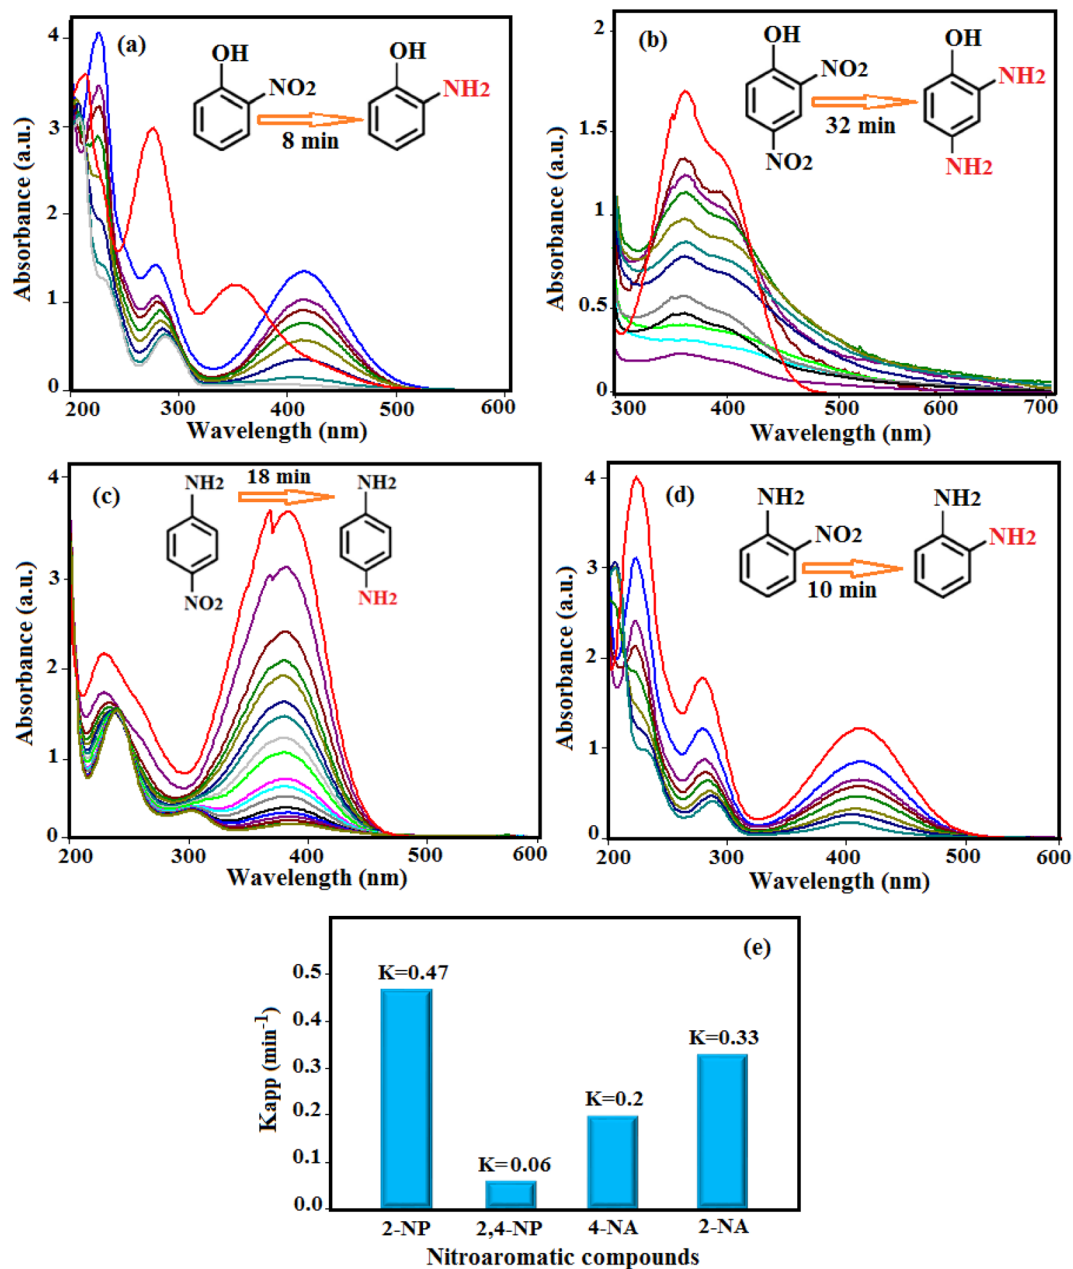 (a)
OH
NO2
8 min
OH
NH2
4
3
2
1
0
200
300
400
500
600
Absorbance (a.u.)
Wavelength (nm)
(b)
OH
NO2
NO2
32 min
OH
NH2
NH2
2
1.5
1
0.5
0
300
400
500
600
700
Absorbance (a.u.)
Wavelength (nm)
(c)
NH2
NO2
18 min
NH2
NH2
4
3
2
1
0
200
300
400
500
600
Absorbance (a.u.)
Wavelength (nm)
(d)
NH2
NO2
10 min
NH2
NH2
4
3
2
1
0
200
300
400
500
600
Absorbance (a.u.)
Wavelength (nm)
(e)
K=0.47
K=0.06
K=0.2
K=0.33
0.5
0.4
0.3
0.2
0.1
0.0
Kapp (min-1)
2-NP
2,4-NP
4-NA
2-NA
Nitroaromatic compounds